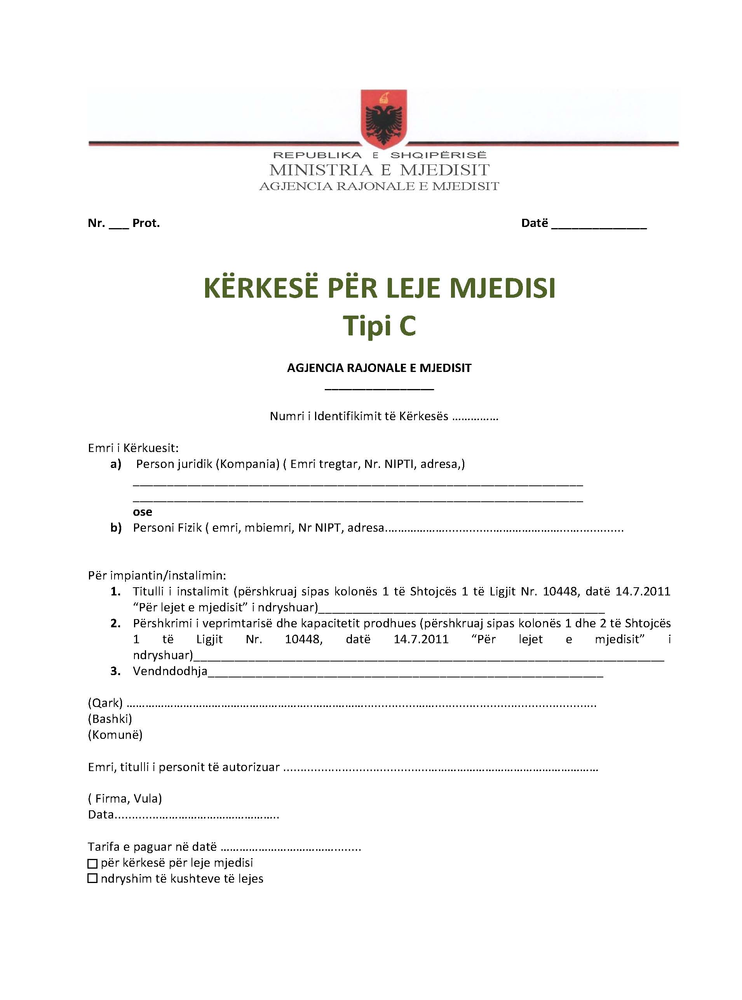 REPUBLIKA E SHQIPËRISË
MINISTRIA E MJEDISIT
AGJENCIA RAJONALE E MJEDISIT
Nr. ___ Prot. Datë ______________
KËRKESË PËR LEJE MJEDISI
Tipi C
AGJENCIA RAJONALE E MJEDISIT
________________
Numri i Identifikimit të Kërkesës ……………
Emri i Kërkuesit:
a) Person juridik (Kompania) ( Emri tregtar, Nr. NIPTI, adresa,)
__________________________________________________________________
__________________________________________________________________
ose
b) Personi Fizik ( emri, mbiemri, Nr NIPT, adresa..………………...............…………………...…..............
Për impiantin/instalimin:
1. Titulli i instalimit (përshkruaj sipas kolonës 1 të Shtojcës 1 të Ligjit Nr. 10448, datë 14.7.2011
“Për lejet e mjedisit” i ndryshuar)__________________________________________
2. Përshkrimi i veprimtarisë dhe kapacitetit prodhues (përshkruaj sipas kolonës 1 dhe 2 të Shtojcës
1 të Ligjit Nr. 10448, datë 14.7.2011 “Për lejet e mjedisit” i
ndryshuar)_____________________________________________________________________
3. Vendndodhja__________________________________________________________
(Qark) …………………………………………………..…….………................……...............................................
(Bashki)
(Komunë)
Emri, titulli i personit të autorizuar ...........................................………………………………………………
( Firma, Vula)
Data.............…………………………………..
Tarifa e paguar në datë ………………………………........
☐ për kërkesë për leje mjedisi
☐ ndryshim të kushteve të lejes